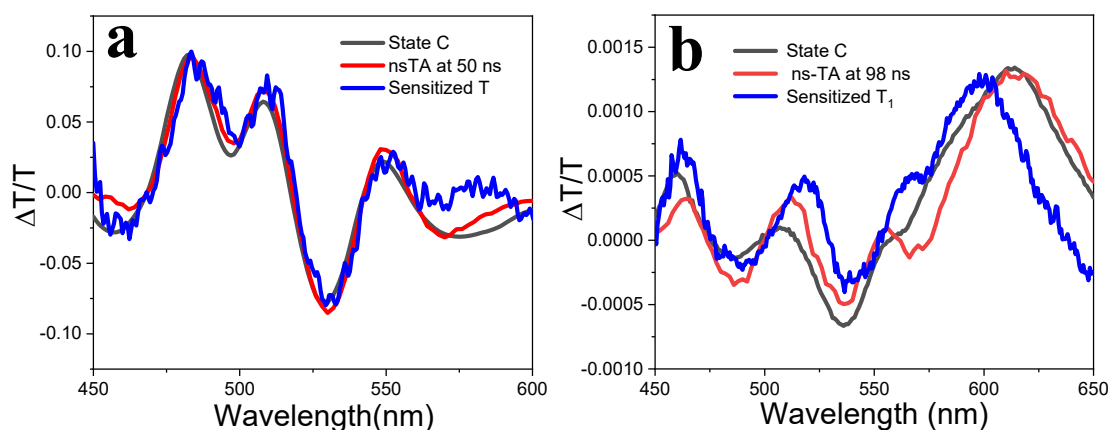 a
State C
nsTA at 50 ns
Sensitized T
0.10
0.05
0.00
-0.05
-0.10
ΔT/T
450
500
550
600
Wavelength(nm)
b
State C
ns-TA at 98 ns
Sensitized T₁
0.0015
0.0010
0.0005
0.0000
-0.0005
-0.0010
ΔT/T
450
500
550
600
650
Wavelength (nm)